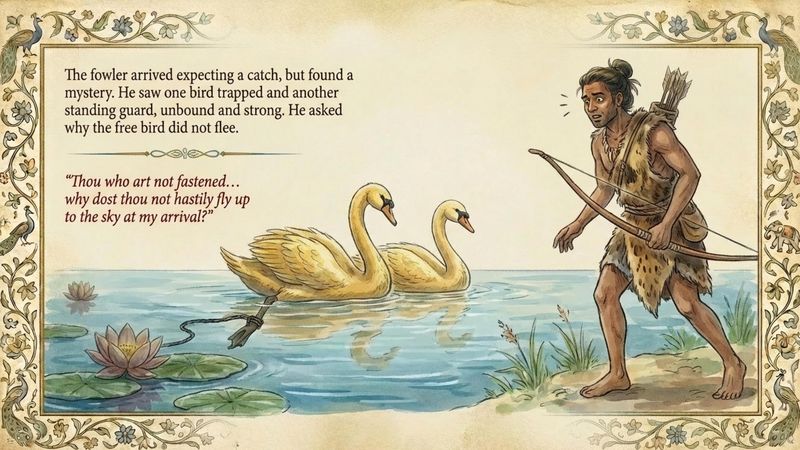 The fowler arrived expecting a catch, but found a
mystery. He saw one bird trapped and another
standing guard, unbound and strong. He asked
why the free bird did not flee.
“Thou who art not fastened…
why dost thou not hastily fly up
to the sky at my arrival?”